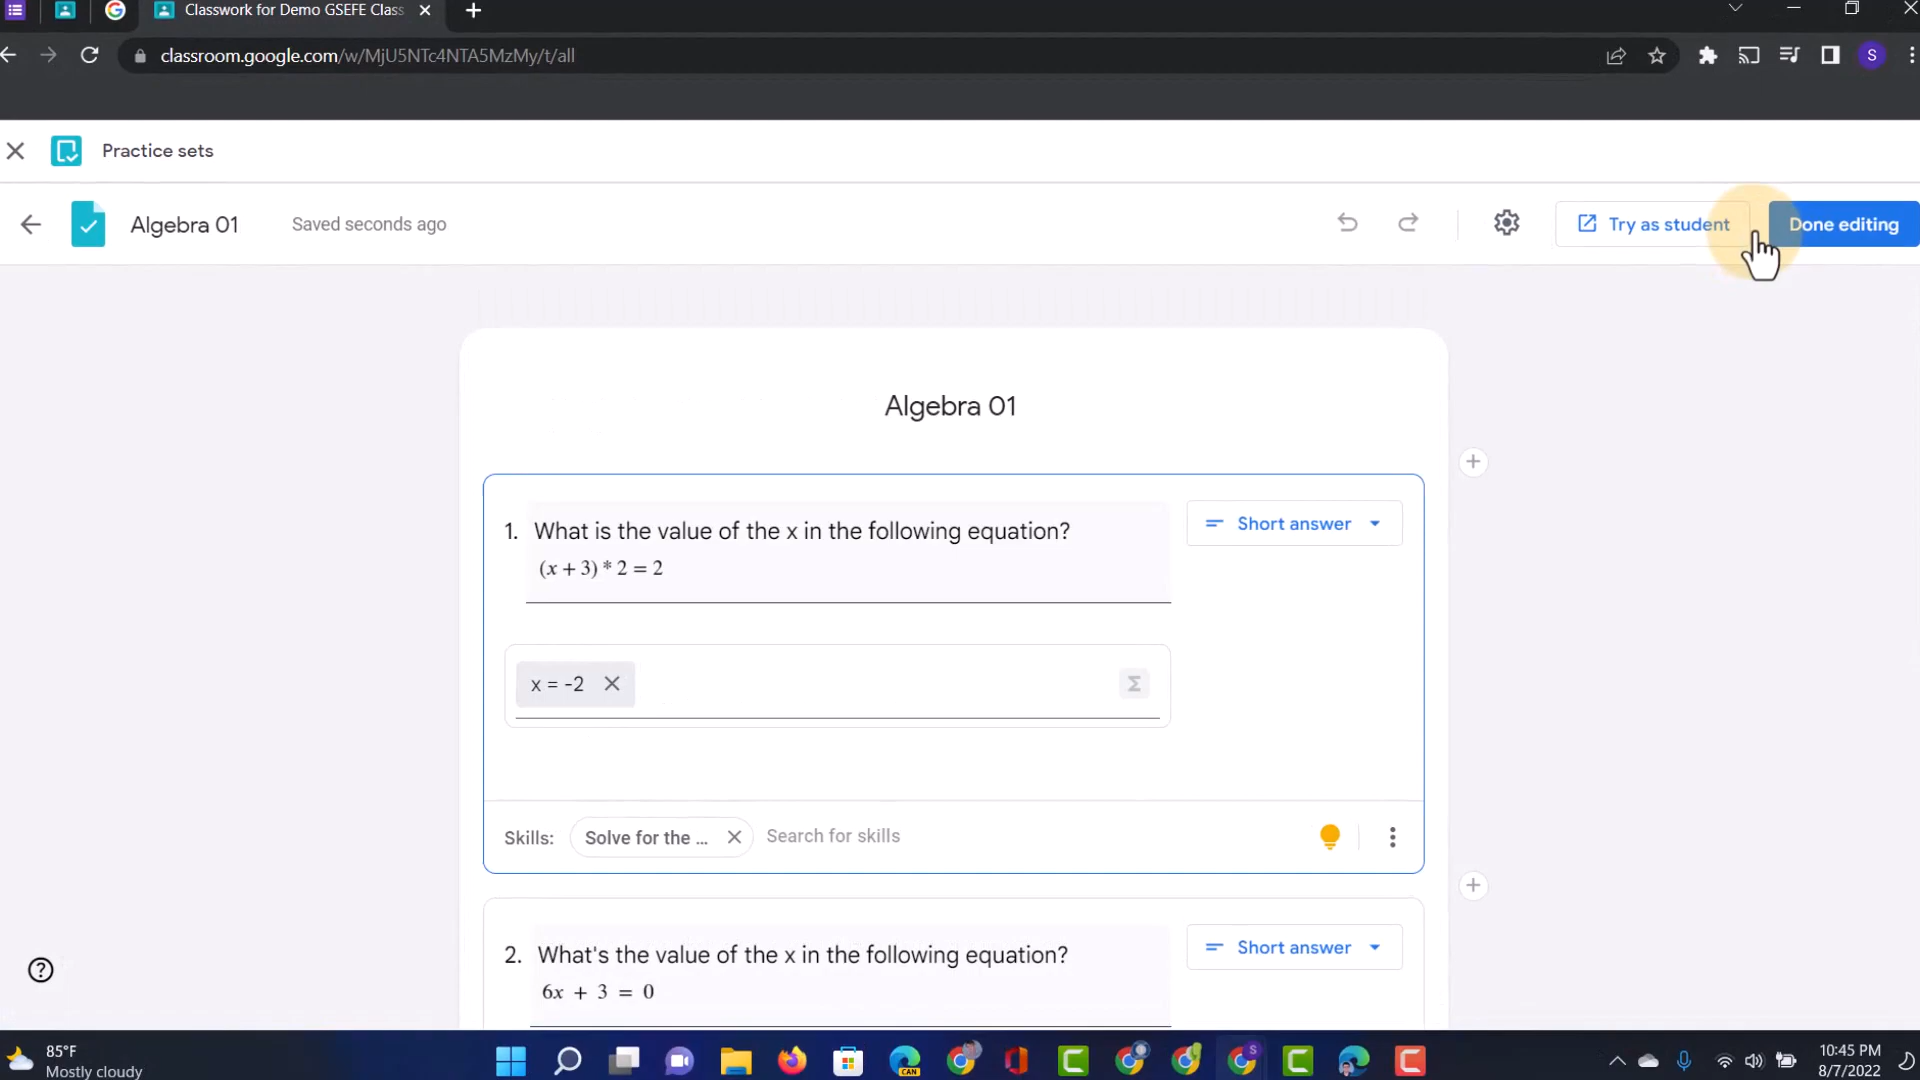 Classwork for Demo GSEFE Class
classroom.google.com/w/MjU5NTc4NTA5MzMy/t/all
S
Practice sets
Algebra 01
Saved seconds ago
Try as student
Done editing
Algebra 01
1. What is the value of the x in the following equation?
(x + 3) * 2 = 2
Short answer
x = -2
Σ
Skills:
Solve for the ...
Search for skills
2. What's the value of the x in the following equation?
6x + 3 = 0
Short answer
85°F
Mostly cloudy
CAN
S
10:45 PM
8/7/2022